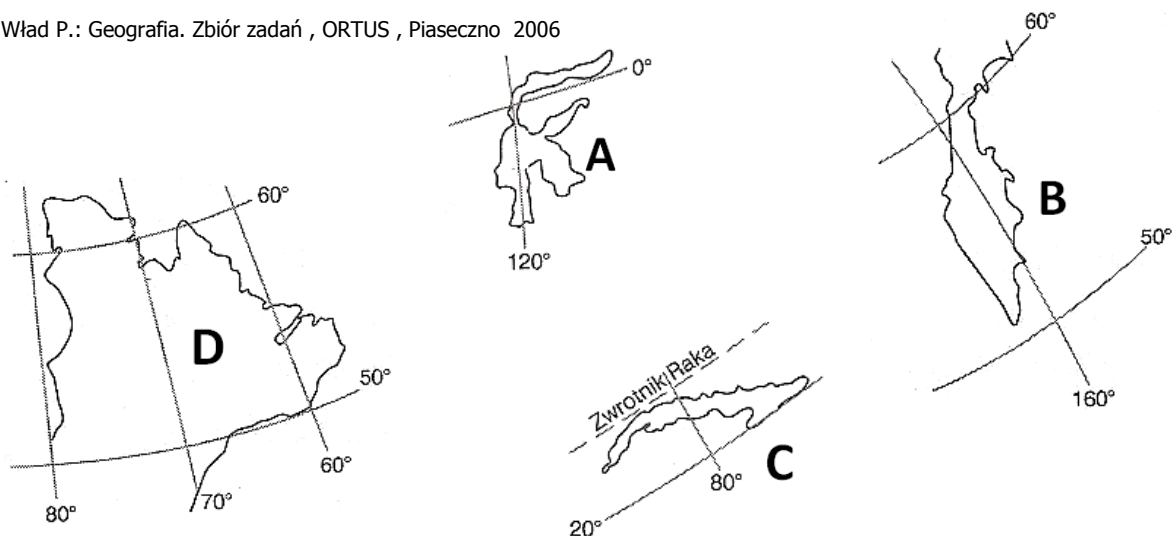 Wład P.: Geografia. Zbiór zadań , ORTUS , Piaseczno 2006
0°
A
120°
60°
B
50°
160°
60°
D
50°
60°
70°
80°
Zwrotnik Raka
C
80°
20°